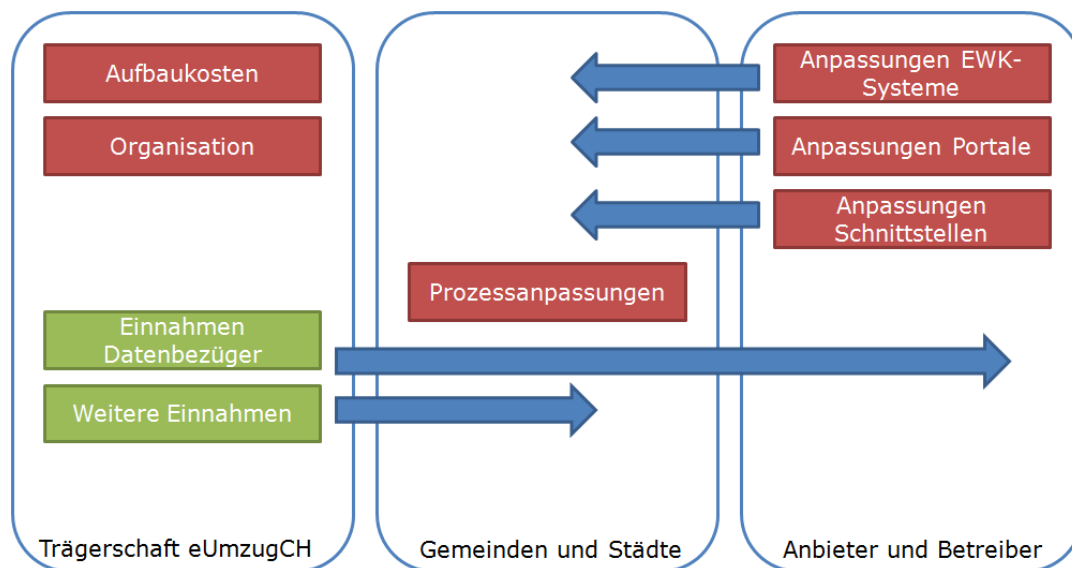 Aufbaukosten
Organisation
Einnahmen
Datenbezüger
Weitere Einnahmen
Trägerschaft eUmzugCH
Prozessanpassungen
Gemeinden und Städte
Anpassungen EWK-
Systeme
Anpassungen Portale
Anpassungen
Schnittstellen
Anbieter und Betreiber